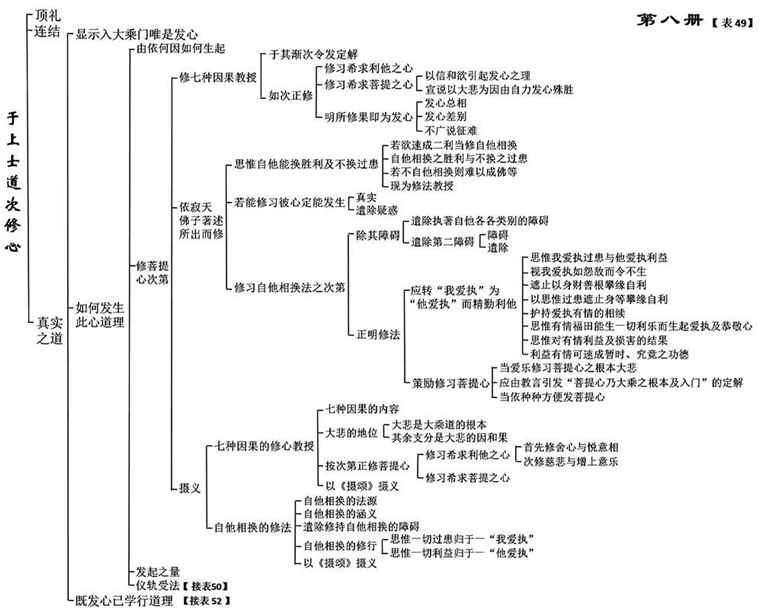 第八册【表49】
于上士道次修心
顶礼
连结
真实
之道
显示入大乘门唯是发心
如何发生
此心道理
既发心已学行道理【接表52】
由依何因如何生起
修菩提
心次第
发起之量
仪轨受法【接表50】
修七种因果教授
于其渐次令发定解
如次正修
修习希求利他之心
修习希求菩提之心
以信和欲引起发心之理
宣说以大悲为因由自力发心殊胜
明所修果即为发心
发心总相
发心差别
不广说征难
依寂天
佛子著述
所出而修
思惟自他能换胜利及不换过患
若欲速成二利当修自他相换
自他相换之胜利与不换之过患
若不自他相换则难以成佛等
现为修法教授
若能修习彼心定能发生
真实
遣除疑惑
修习自他相换法之次第
除其障碍
遣除执著自他各各类别的障碍
遣除第二障碍
障碍
遣除
正明修法
应转“我爱执”为
“他爱执”而精勤利他
思惟我爱执过患与他爱执利益
视我爱执如怨敌而令不生
遮止以身财善根攀缘自利
以思惟过患遮止身等攀缘自利
护持爱执有情的相续
思惟有情福田能生一切利乐而生起爱执及恭敬心
思惟对有情利益及损害的结果
利益有情可速成暂时、究竟之功德
策励修习菩提心
当爱乐修习菩提心之根本大悲
应由教言引发“菩提心乃大乘之根本及入门”的定解
当依种种方便发菩提心
摄义
七种因果的修心教授
七种因果的内容
大悲的地位
大悲是大乘道的根本
其余支分是大悲的因和果
按次第正修菩提心
修习希求利他之心
首先修舍心与悦意相
次修慈悲与增上意乐
修习希求菩提之心
以《摄颂》摄义
自他相换的修法
自他相换的法源
自他相换的涵义
遣除修持自他相换的障碍
自他相换的修行
思惟一切过患归于一“我爱执”
思惟一切利益归于一“他爱执”
以《摄颂》摄义